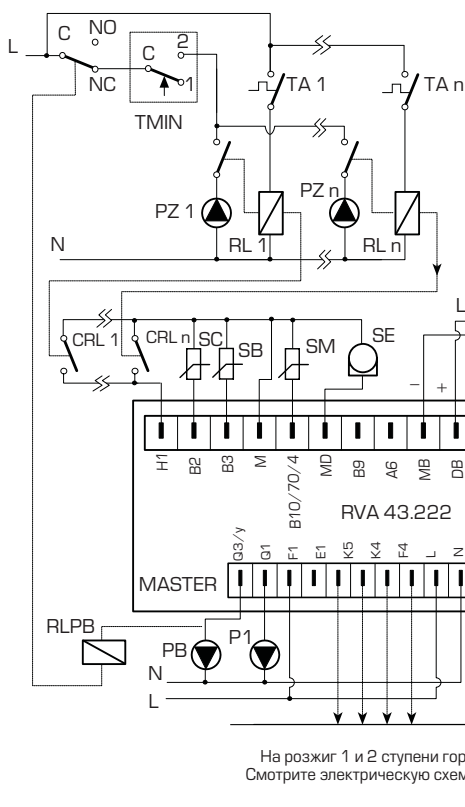 NO
L
C
NC
C
2
1
TMIN
TA 1
TA n
PZ 1
RL 1
PZ n
RL n
N
CRL 1
CRL n
SC
SB
SM
SE
L
–
+
H1
B2
B3
M
B10/70/4
MD
B9
A6
MB
DB
RVA 43.222
Q3/y
Q1
F1
E1
K5
K4
F4
L
N
MASTER
RLPB
PB
P1
N
L
На розжиг 1 и 2 ступени гор
Смотрите электрическую схем